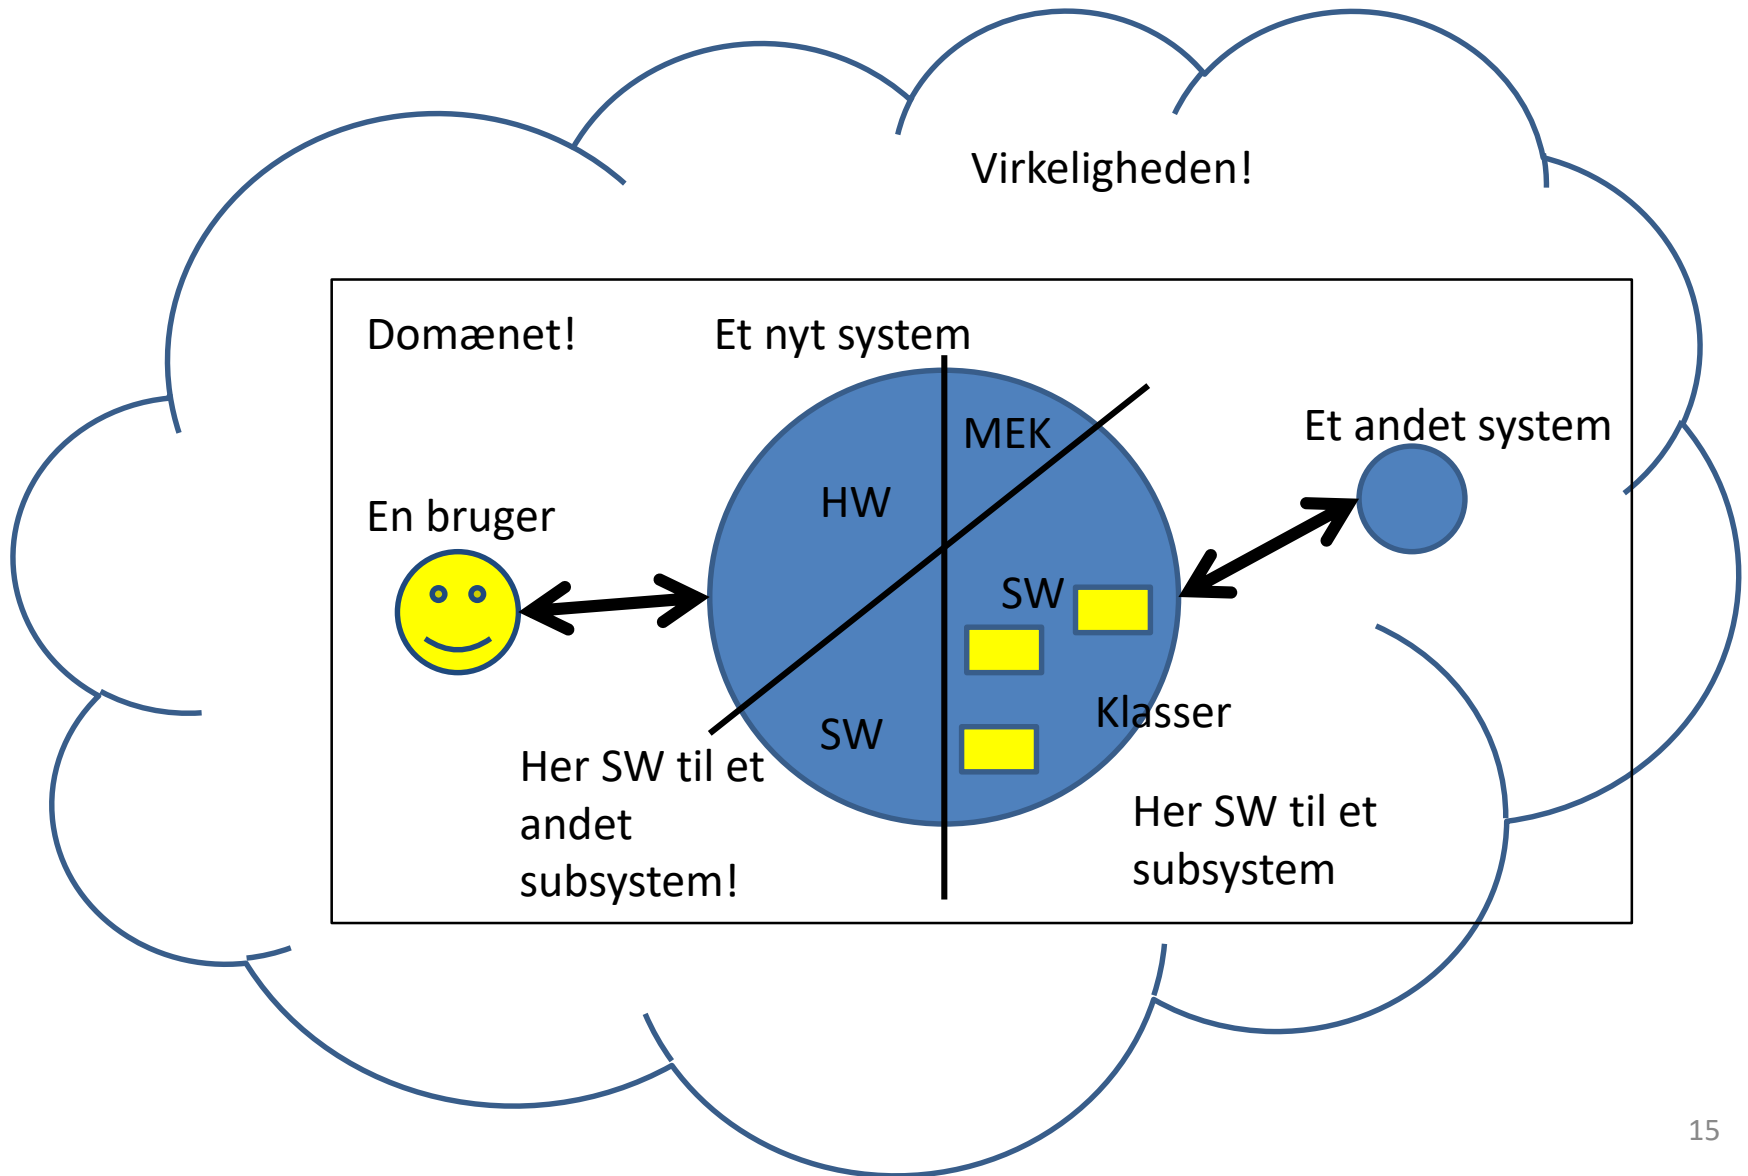 Virkeligheden!
Domænet!
Et nyt system
MEK
Et andet system
HW
En bruger
SW
Klasser
SW
Her SW til et
andet
subsystem!
Her SW til et
subsystem
15